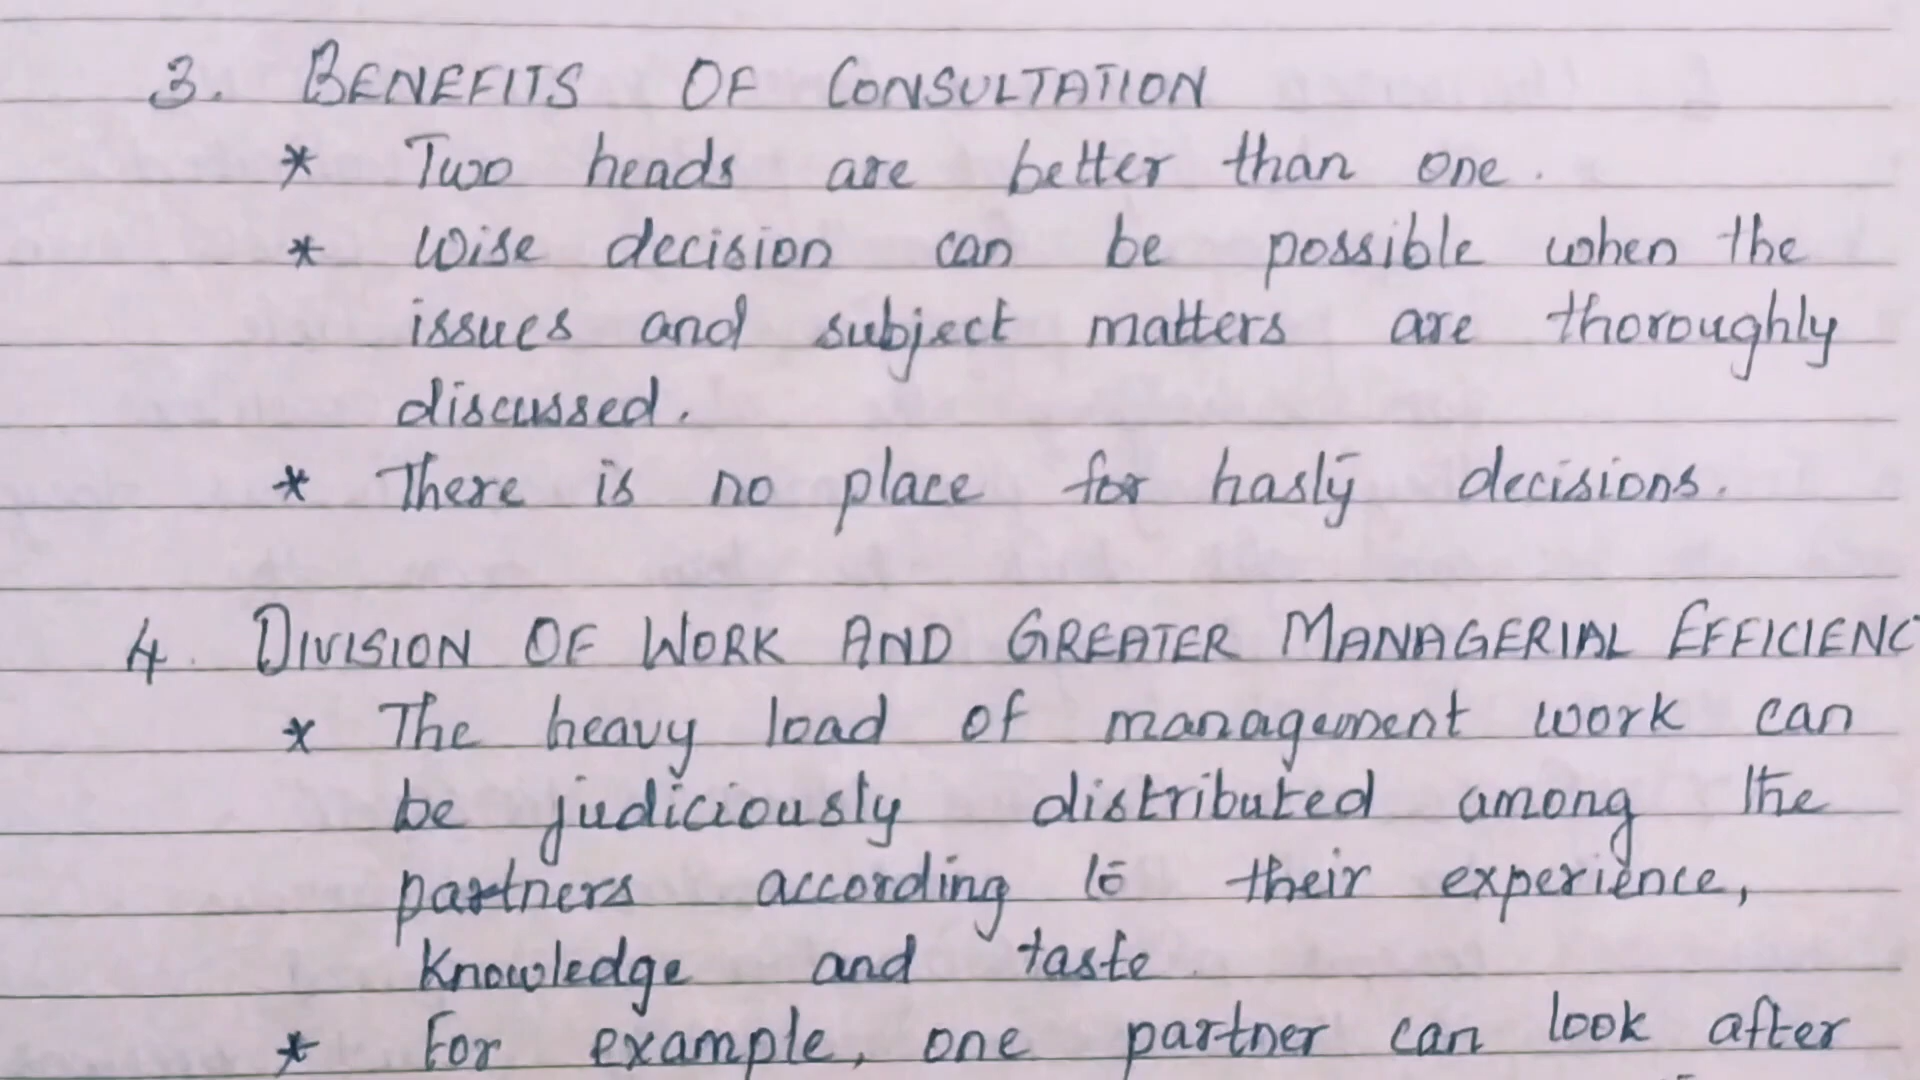 3. BENEFITS OF CONSULTATION
* Two heads are better than one.
* Wise decision can be possible when the
issues and subject matters are thoroughly
discussed.
* There is no place for hasty decisions.
4. DIVISION OF WORK AND GREATER MANAGERIAL EFFICIENC
* The heavy load of management work can
be judiciously distributed among the
partners according to their experience,
knowledge and taste.
* For example, one partner can look after